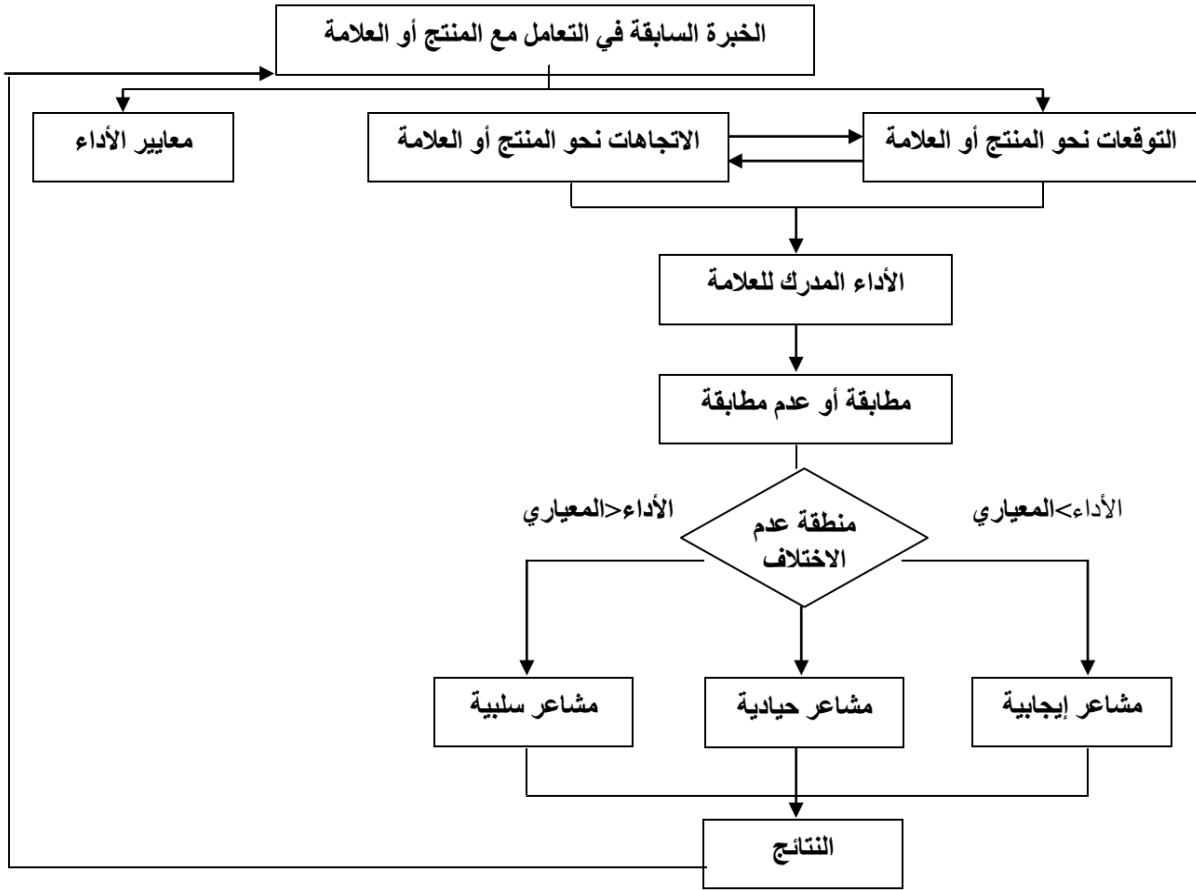 الخبرة السابقة في التعامل مع المنتج أو العلامة
التوقعات نحو المنتج أو العلامة
الاتجاهات نحو المنتج أو العلامة
معايير الأداء
الأداء المدرك للعلامة
مطابقة أو عدم مطابقة
الأداء>المعياري
منطقة عدم
الاختلاف
الأداء<المعياري
مشاعر إيجابية
مشاعر حيادية
مشاعر سلبية
النتائج